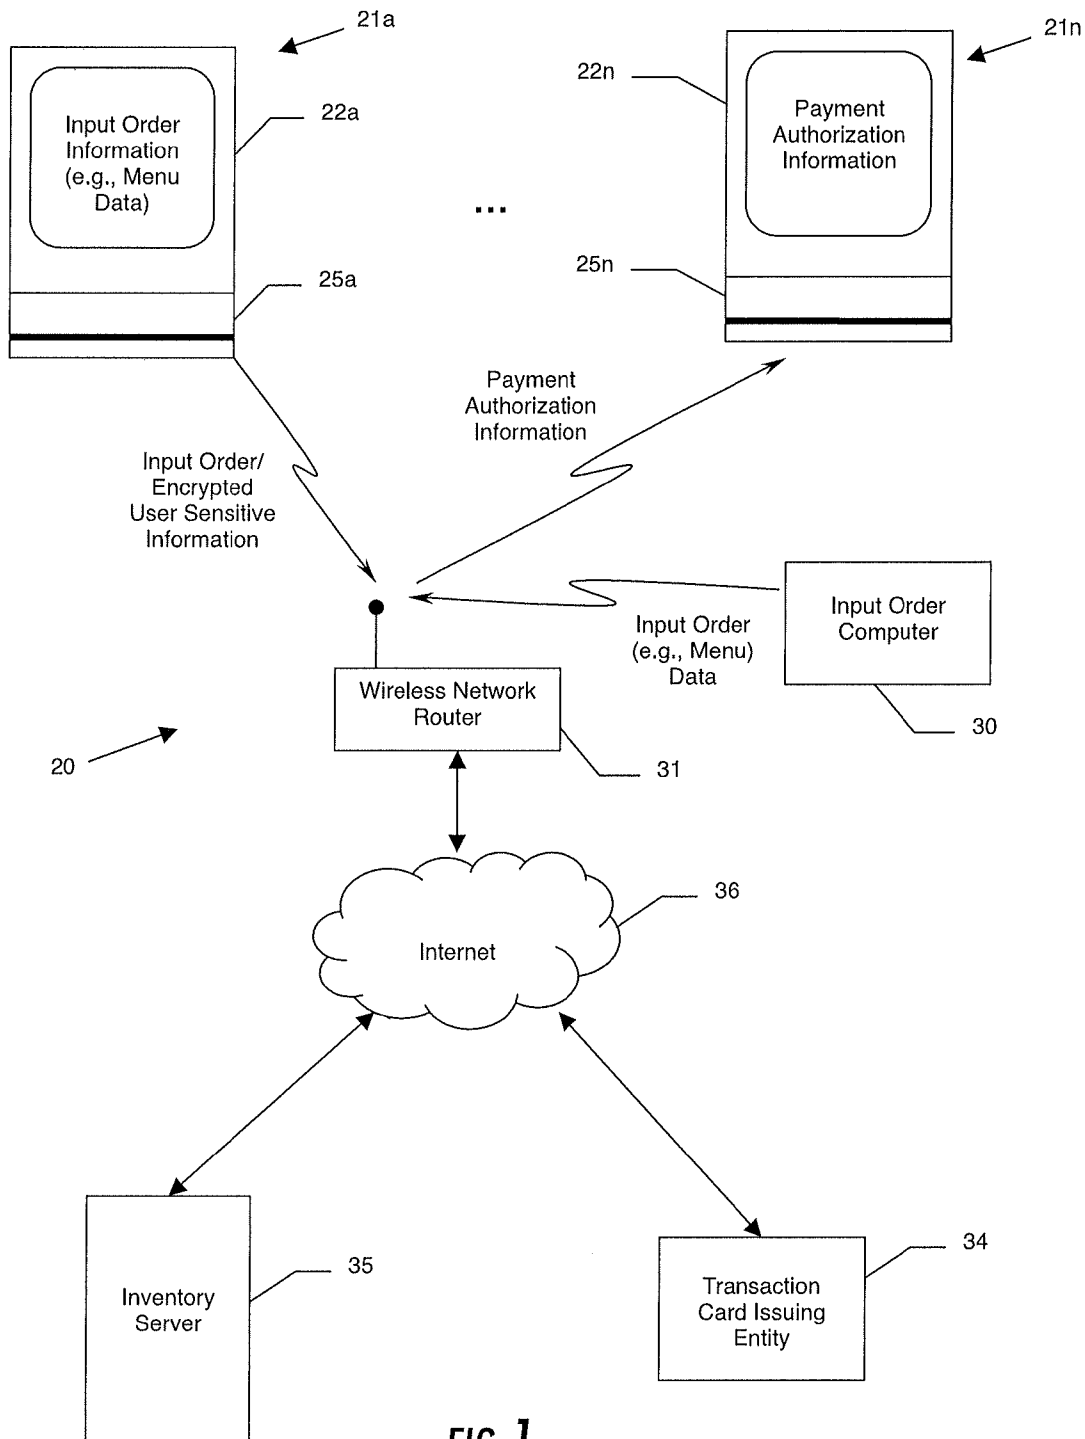 21a
21n
22a
22n
Input Order
Information
(e.g., Menu
Data)
Payment
Authorization
Information
...
25a
25n
Payment
Authorization
Information
Input Order/
Encrypted
User Sensitive
Information
Input Order
Computer
Input Order
(e.g., Menu)
Data
Wireless Network
Router
30
31
20
36
Internet
34
35
Inventory
Server
Transaction
Card Issuing
Entity
FIG. 1